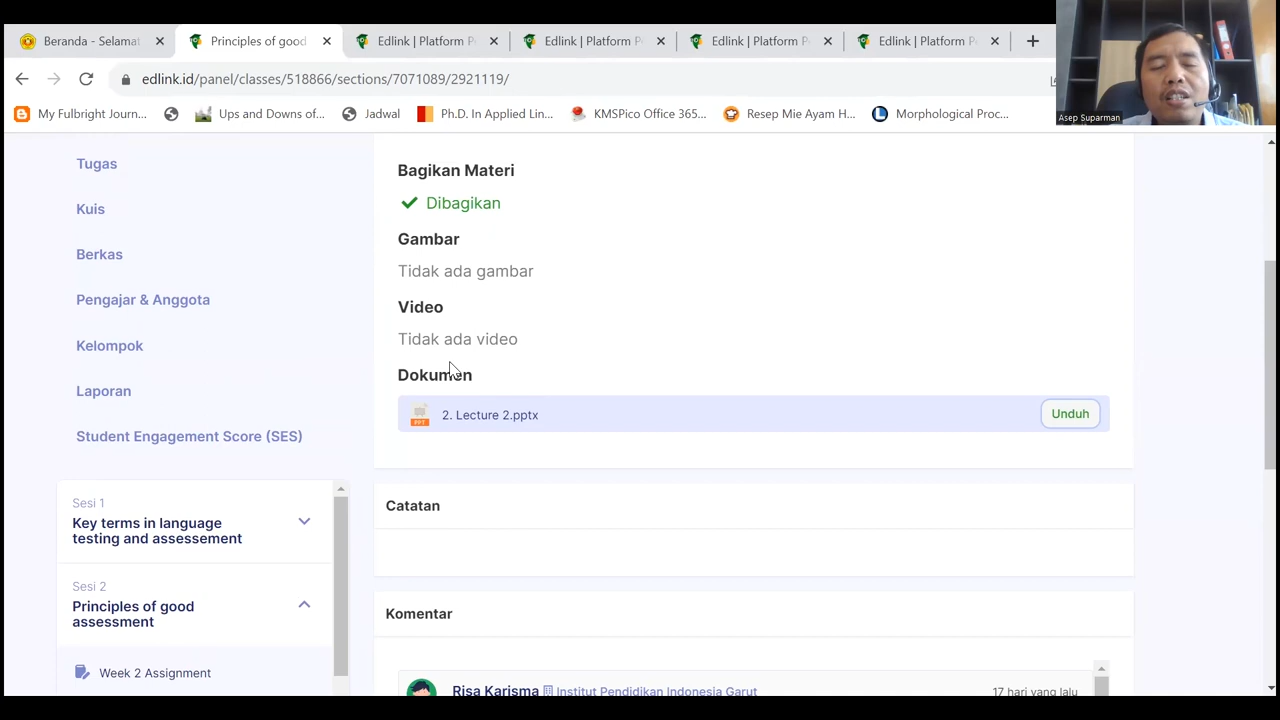 Beranda - Selamat
Principles of good
Edlink | Platform P
Edlink | Platform P
Edlink | Platform P
Edlink | Platform P
edlink.id/panel/classes/518866/sections/7071089/2921119/
My Fulbright Journ...
Ups and Downs of...
Jadwal
Ph.D. In Applied Lin...
KMSPico Office 365...
Resep Mie Ayam H...
Morphological Proc...
Asep Suparman
Tugas
Kuis
Berkas
Pengajar & Anggota
Kelompok
Laporan
Student Engagement Score (SES)
Sesi 1
Key terms in language
testing and assessement
Sesi 2
Principles of good
assessment
Week 2 Assignment
Bagikan Materi
Dibagikan
Gambar
Tidak ada gambar
Video
Tidak ada video
Dokumen
PPT
2. Lecture 2.pptx
Unduh
Catatan
Komentar
Risa Karisma Institut Pendidikan Indonesia Garut
17 hari yang lalu